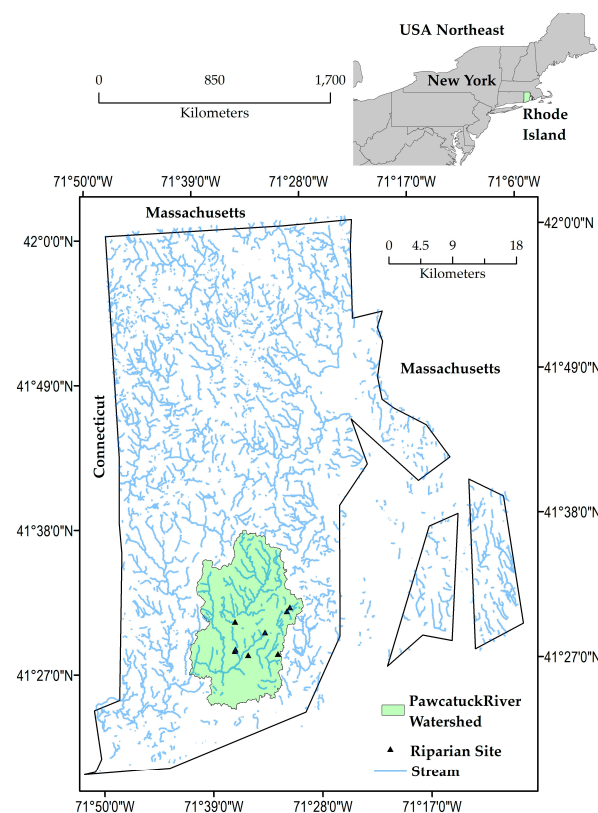 USA Northeast
0 850 1,700
Kilometers
New York
Rhode
Island
71°50'0"W 71°39'0"W 71°28'0"W 71°17'0"W 71°6'0"W
Massachusetts
42°0'0"N
42°0'0"N
0 4.5 9 18
Kilometers
Massachusetts
41°49'0"N
41°49'0"N
Connecticut
41°38'0"N
41°38'0"N
41°27'0"N
41°27'0"N
PawcatuckRiver
Watershed
Riparian Site
Stream
71°50'0"W 71°39'0"W 71°28'0"W 71°17'0"W